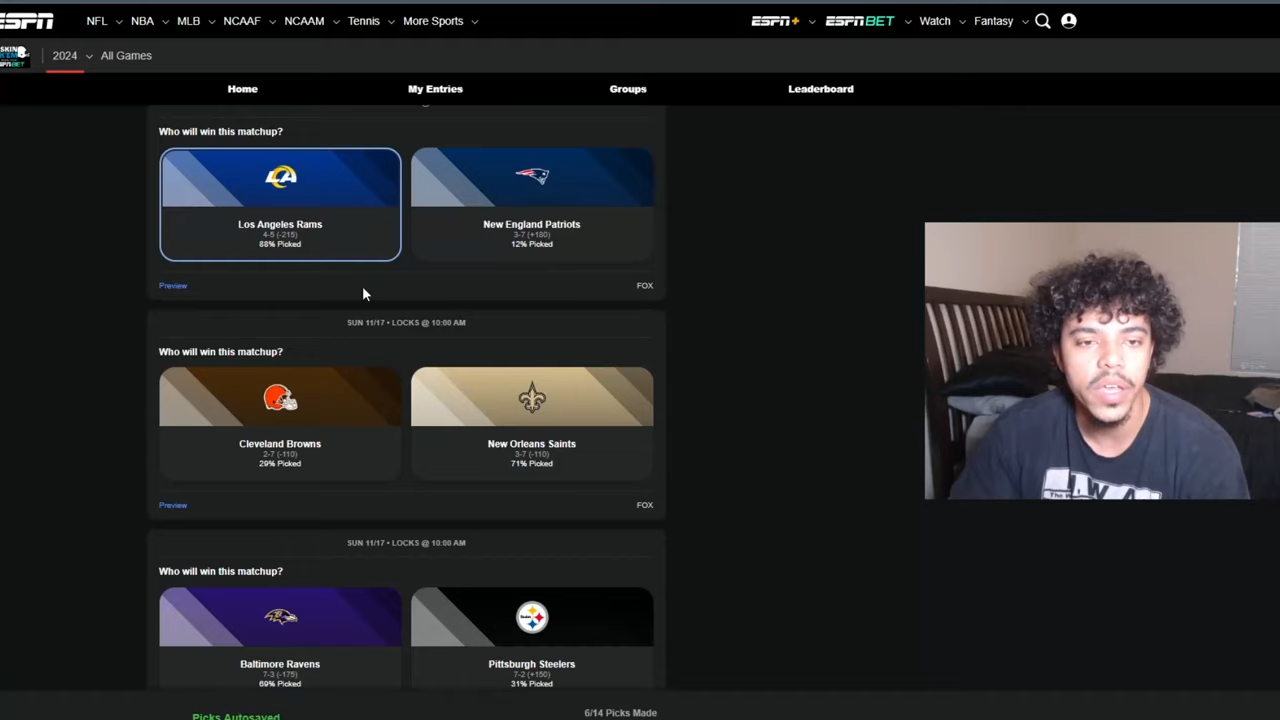 ESPN NFL NBA MLB NCAAF NCAAM Tennis More Sports ESPN+ ESPN BET Watch Fantasy
2024 All Games
Home My Entries Groups Leaderboard
Who will win this matchup?
LA
Los Angeles Rams New England Patriots
4-5 (-215) 3-7 (+180)
88% Picked 12% Picked
Preview FOX
SUN 11/17 • LOCKS @ 10:00 AM
Who will win this matchup?
Cleveland Browns New Orleans Saints
2-7 (-110) 3-7 (-110)
29% Picked 71% Picked
Preview FOX
SUN 11/17 • LOCKS @ 10:00 AM
Who will win this matchup?
Steelers
Baltimore Ravens Pittsburgh Steelers
7-3 (-175) 7-2 (+150)
69% Picked 31% Picked
Picks Autosaved 6/14 Picks Made